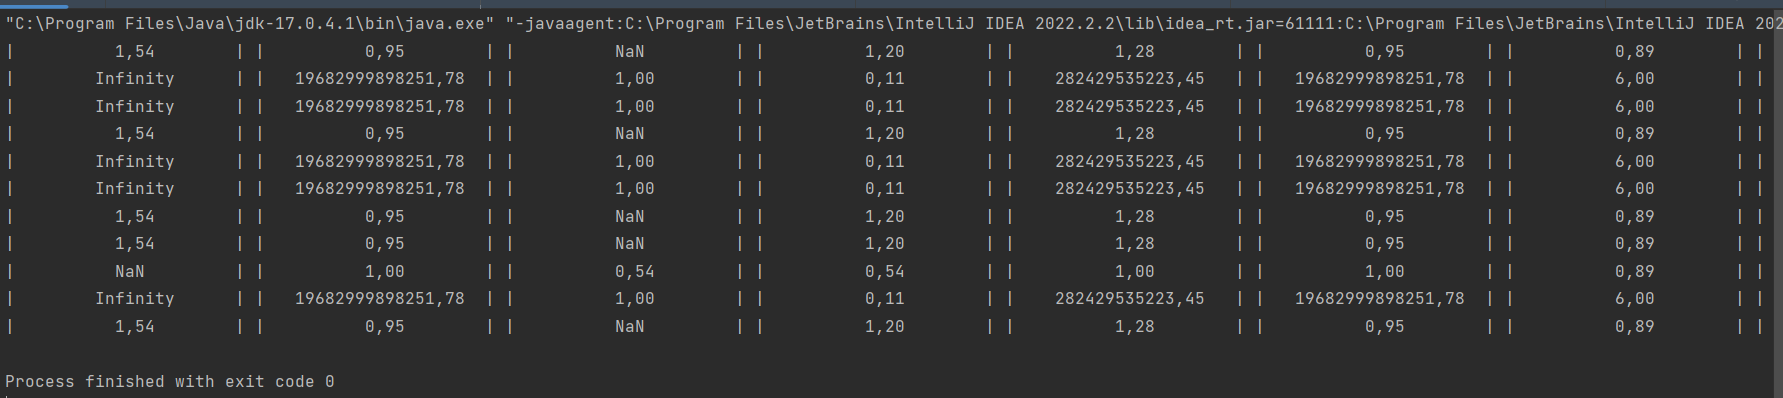 "C:\Program Files\Java\jdk-17.0.4.1\bin\java.exe" "-javaagent:C:\Program Files\JetBrains\IntelliJ IDEA 2022.2.2\lib\idea_rt.jar=61111:C:\Program Files\JetBrains\IntelliJ IDEA 202
| 1,54 | | 0,95 | | NaN | | 1,20 | | 1,28 | | 0,95 | | 0,89 | |
| Infinity | | 19682999898251,78 | | 1,00 | | 0,11 | | 282429535223,45 | | 19682999898251,78 | | 6,00 | |
| Infinity | | 19682999898251,78 | | 1,00 | | 0,11 | | 282429535223,45 | | 19682999898251,78 | | 6,00 | |
| 1,54 | | 0,95 | | NaN | | 1,20 | | 1,28 | | 0,95 | | 0,89 | |
| Infinity | | 19682999898251,78 | | 1,00 | | 0,11 | | 282429535223,45 | | 19682999898251,78 | | 6,00 | |
| Infinity | | 19682999898251,78 | | 1,00 | | 0,11 | | 282429535223,45 | | 19682999898251,78 | | 6,00 | |
| 1,54 | | 0,95 | | NaN | | 1,20 | | 1,28 | | 0,95 | | 0,89 | |
| 1,54 | | 0,95 | | NaN | | 1,20 | | 1,28 | | 0,95 | | 0,89 | |
| NaN | | 1,00 | | 0,54 | | 0,54 | | 1,00 | | 1,00 | | 0,89 | |
| Infinity | | 19682999898251,78 | | 1,00 | | 0,11 | | 282429535223,45 | | 19682999898251,78 | | 6,00 | |
| 1,54 | | 0,95 | | NaN | | 1,20 | | 1,28 | | 0,95 | | 0,89 | |
Process finished with exit code 0